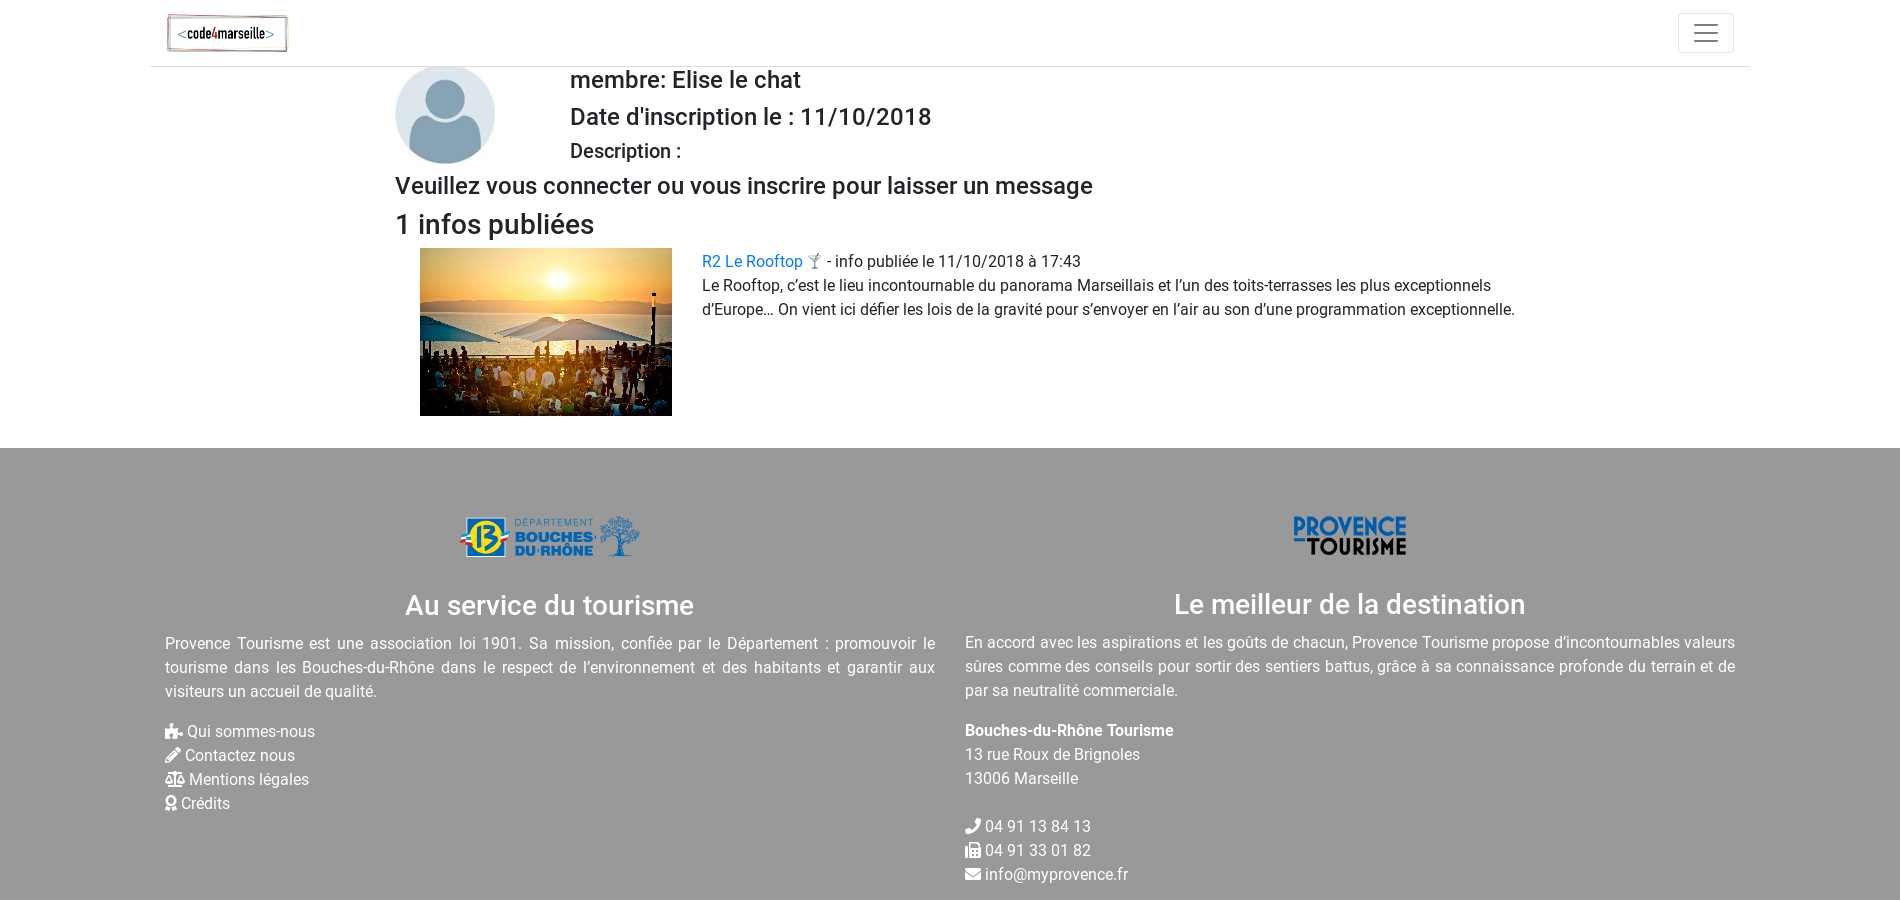 <code4marseille>
membre: Elise le chat
Date d'inscription le : 11/10/2018
Description :
Veuillez vous connecter ou vous inscrire pour laisser un message
1 infos publiées
R2 Le Rooftop - info publiée le 11/10/2018 à 17:43
Le Rooftop, c’est le lieu incontournable du panorama Marseillais et l’un des toits-terrasses les plus exceptionnels
d’Europe… On vient ici défier les lois de la gravité pour s’envoyer en l’air au son d’une programmation exceptionnelle.
13
DÉPARTEMENT
BOUCHES
DU·RHÔNE
Au service du tourisme
Provence Tourisme est une association loi 1901. Sa mission, confiée par le Département : promouvoir le
tourisme dans les Bouches-du-Rhône dans le respect de l’environnement et des habitants et garantir aux
visiteurs un accueil de qualité.
Qui sommes-nous
Contactez nous
Mentions légales
Crédits
PROVENCE
TOURISME
Le meilleur de la destination
En accord avec les aspirations et les goûts de chacun, Provence Tourisme propose d’incontournables valeurs
sûres comme des conseils pour sortir des sentiers battus, grâce à sa connaissance profonde du terrain et de
par sa neutralité commerciale.
Bouches-du-Rhône Tourisme
13 rue Roux de Brignoles
13006 Marseille
04 91 13 84 13
04 91 33 01 82
info@myprovence.fr